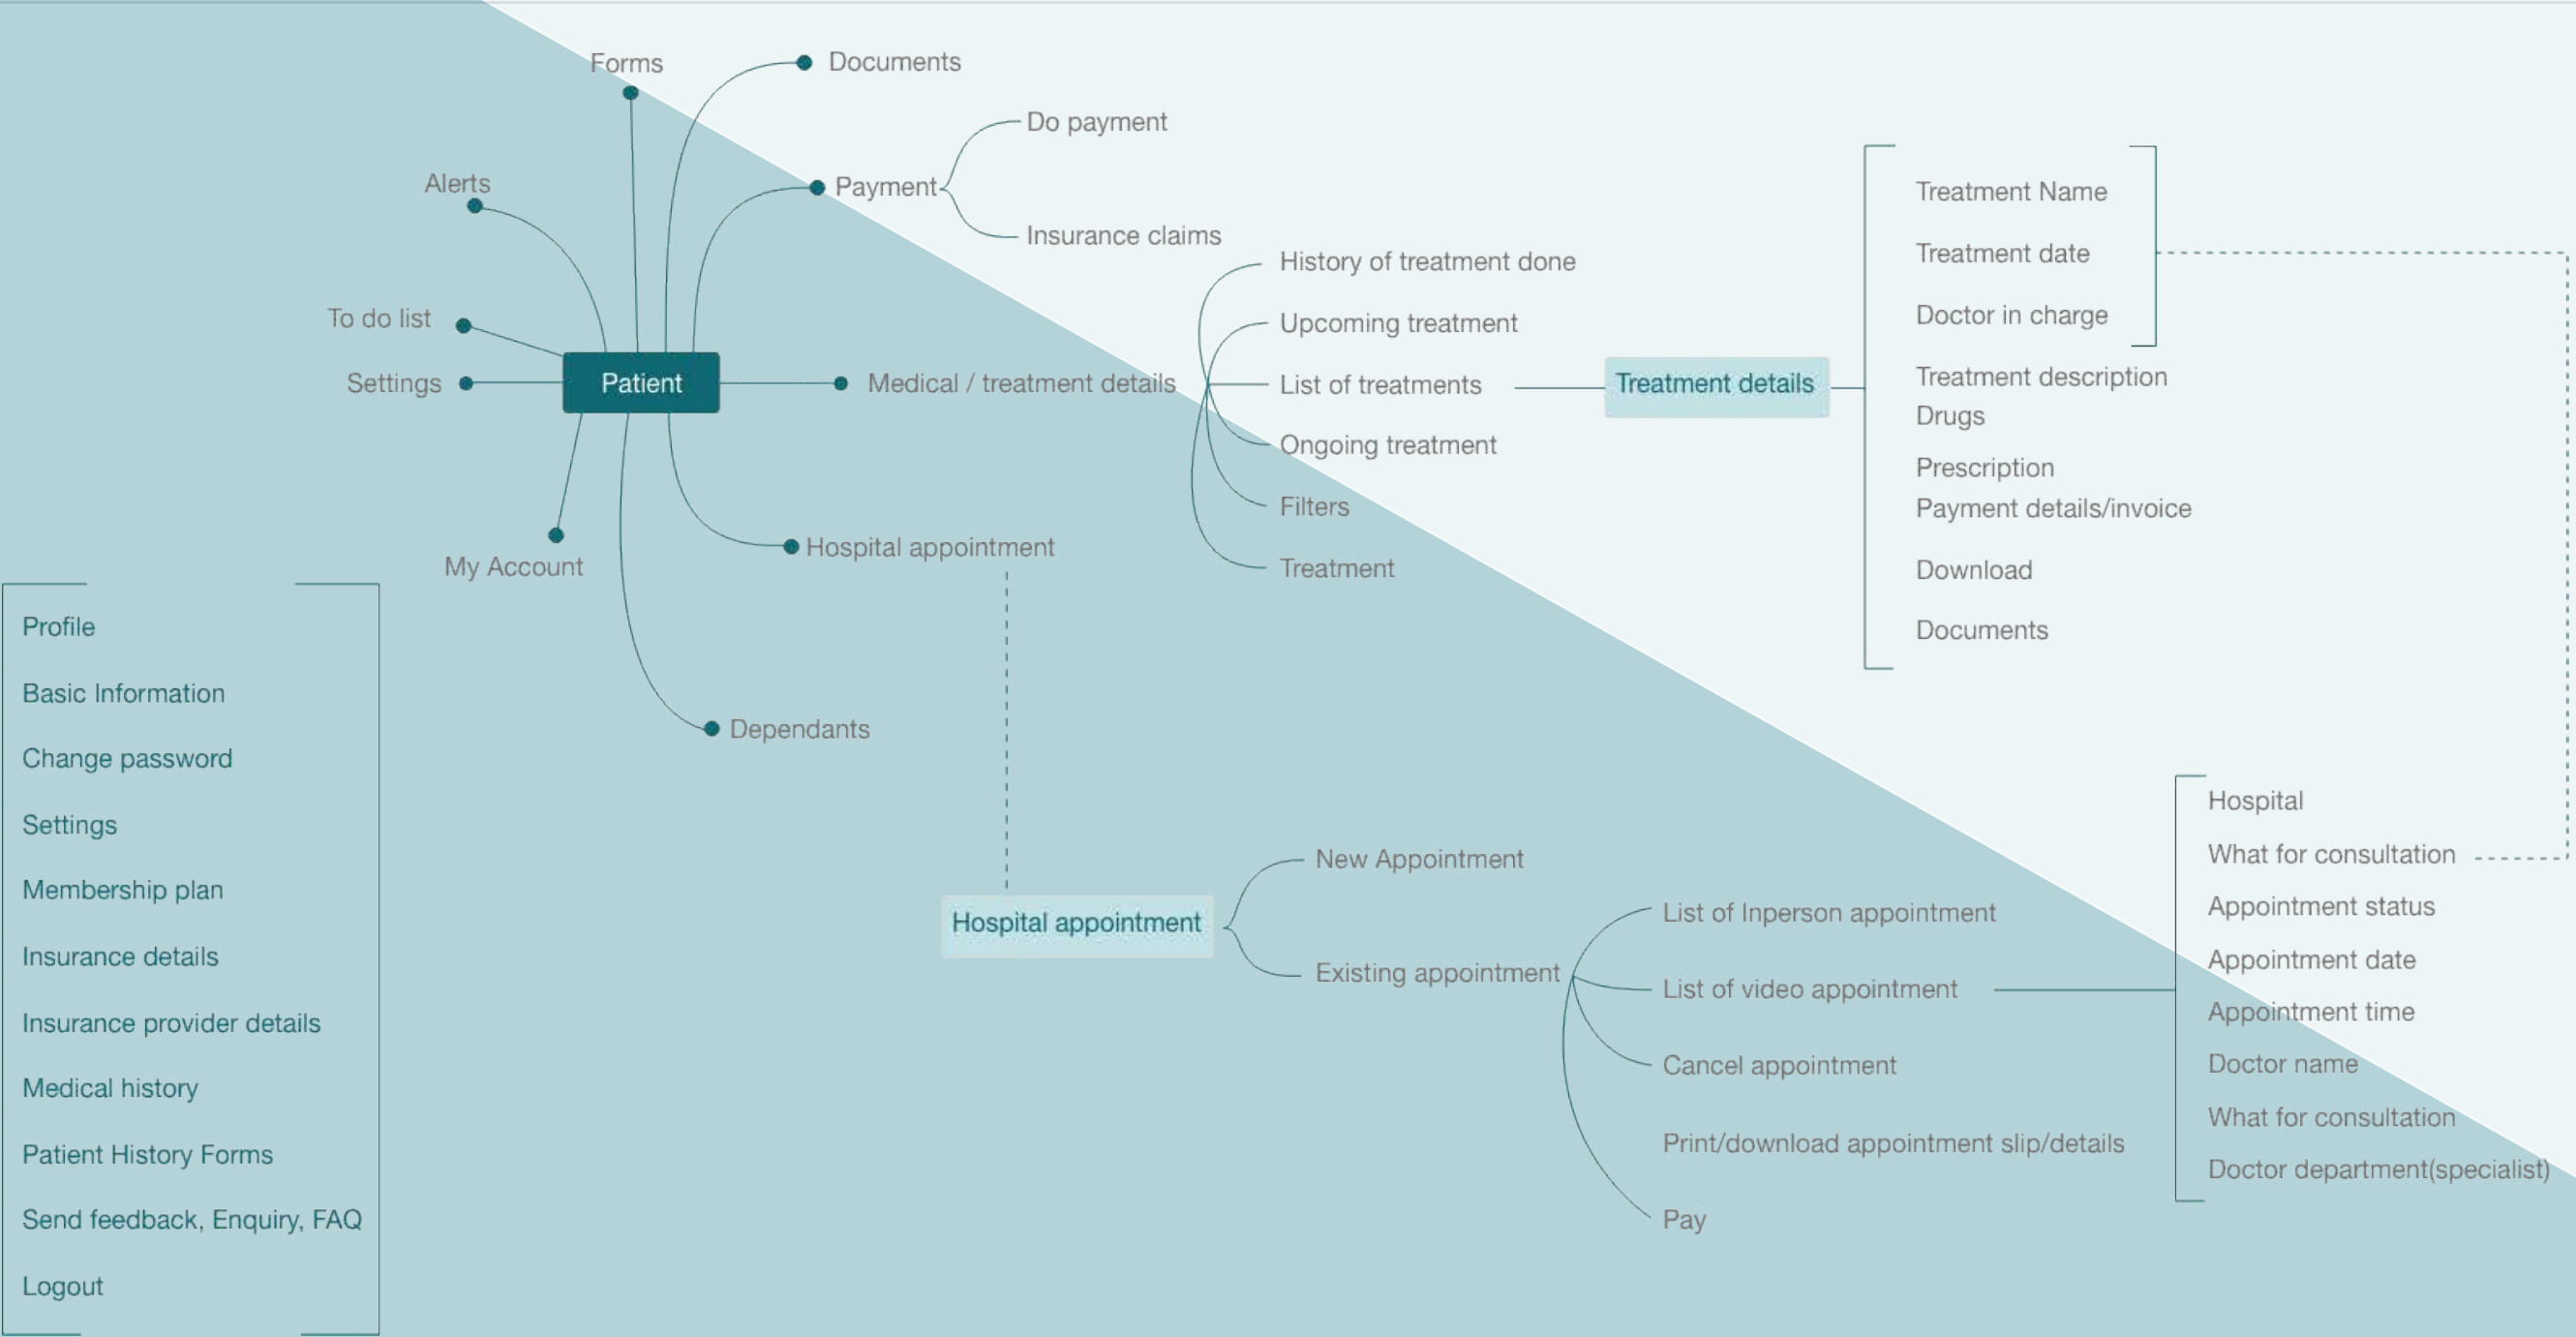 Forms
Documents
Do payment
Alerts
Payment
Insurance claims
To do list
Settings
Patient
Medical / treatment details
History of treatment done
Upcoming treatment
List of treatments
Ongoing treatment
Filters
Treatment
Treatment details
Treatment Name
Treatment date
Doctor in charge
Treatment description
Drugs
Prescription
Payment details/invoice
Download
Documents
My Account
Hospital appointment
Dependants
Profile
Basic Information
Change password
Settings
Membership plan
Insurance details
Insurance provider details
Medical history
Patient History Forms
Send feedback, Enquiry, FAQ
Logout
Hospital appointment
New Appointment
Existing appointment
List of Inperson appointment
List of video appointment
Cancel appointment
Print/download appointment slip/details
Pay
Hospital
What for consultation
Appointment status
Appointment date
Appointment time
Doctor name
What for consultation
Doctor department(specialist)